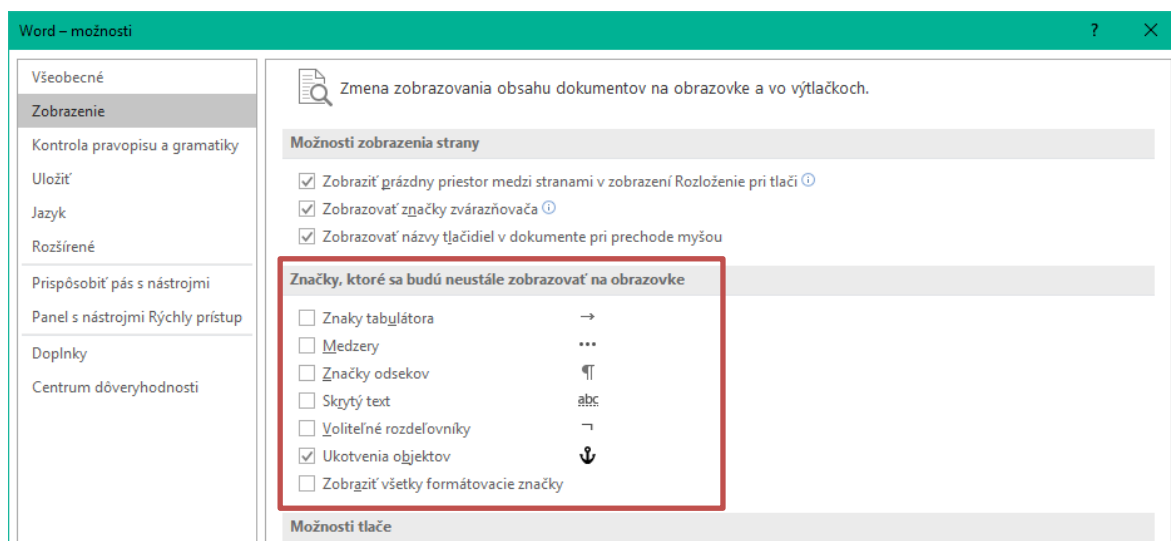 Word – možnosti ?
Všeobecné
Zobrazenie
Kontrola pravopisu a gramatiky
Uložiť
Jazyk
Rozšírené
Prispôsobiť pás s nástrojmi
Panel s nástrojmi Rýchly prístup
Doplnky
Centrum dôveryhodnosti
Zmena zobrazovania obsahu dokumentov na obrazovke a vo výtlačkoch.
Možnosti zobrazenia strany
Zobraziť prázdny priestor medzi stranami v zobrazení Rozloženie pri tlači
Zobrazovať značky zvárazňovača
Zobrazovať názvy tlačidiel v dokumente pri prechode myšou
Značky, ktoré sa budú neustále zobrazovať na obrazovke
Znaky tabulátora →
Medzery •••
Značky odsekov ¶
Skrytý text abc
Voliteľné rozdeľovníky ¬
Ukotvenia objektov
Zobraziť všetky formátovacie značky
Možnosti tlače